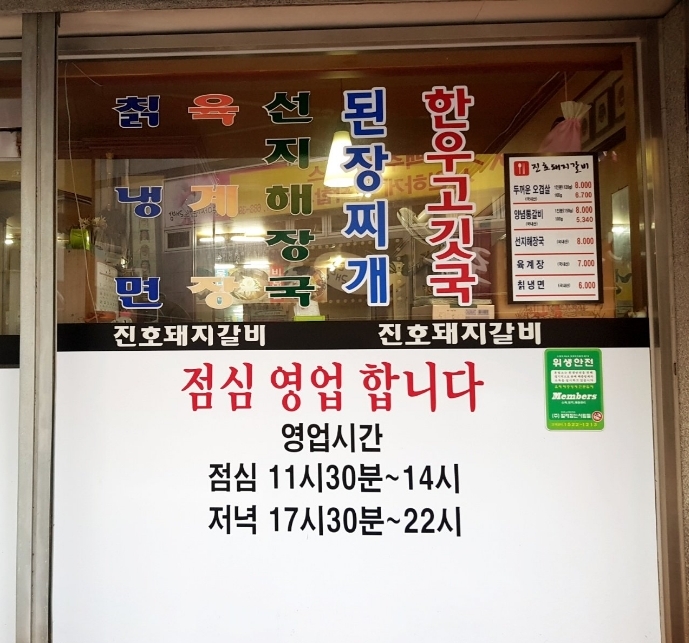 한우고깃국
된장찌개
선지해장국
육계장
칡냉면
진호돼지갈비
두꺼운 오겹살 8.000
6.700
양념통갈비 8.000
5.340
선지해장국 8.000
육계장 7.000
칡냉면 6.000
진호돼지갈비 진호돼지갈비
위생안전
Members
점심 영업 합니다
영업시간
점심 11시30분~14시
저녁 17시30분~22시